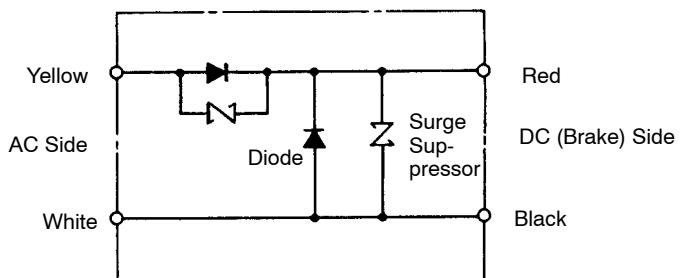 Yellow
Red
AC Side
Diode
Surge
Sup-
pressor
DC (Brake) Side
White
Black